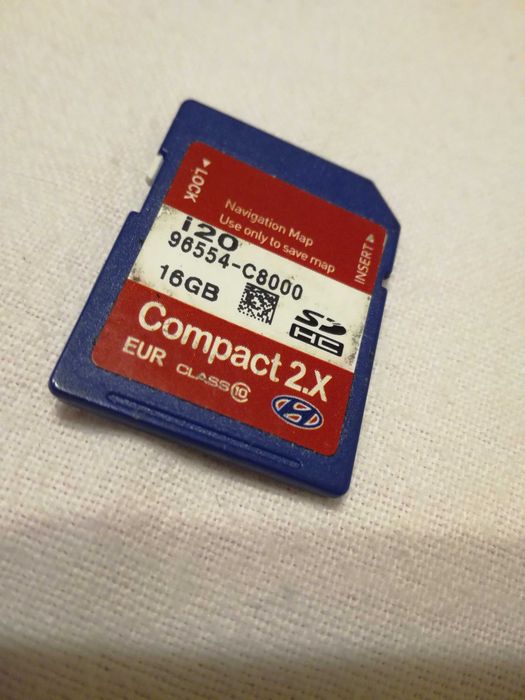 LOCK
Navigation Map
Use only to save map
INSERT
i20
96554-C8000
16GB
SD
HC
Compact 2.X
EUR CLASS 10